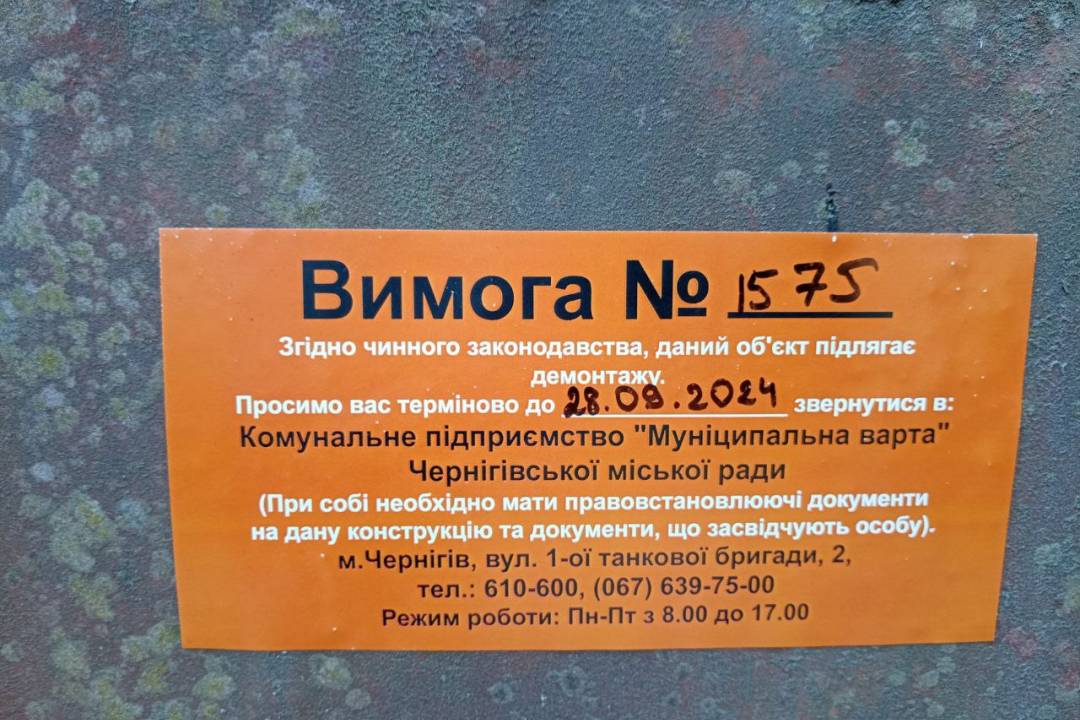 Вимога № 1575
Згідно чинного законодавства, даний об'єкт підлягає
демонтажу.
Просимо вас терміново до 28.09.2024 звернутися в:
Комунальне підприємство "Муніципальна варта"
Чернігівської міської ради
(При собі необхідно мати правовстановлюючі документи
на дану конструкцію та документи, що засвідчують особу).
м.Чернігів, вул. 1-ої танкової бригади, 2,
тел.: 610-600, (067) 639-75-00
Режим роботи: Пн-Пт з 8.00 до 17.00